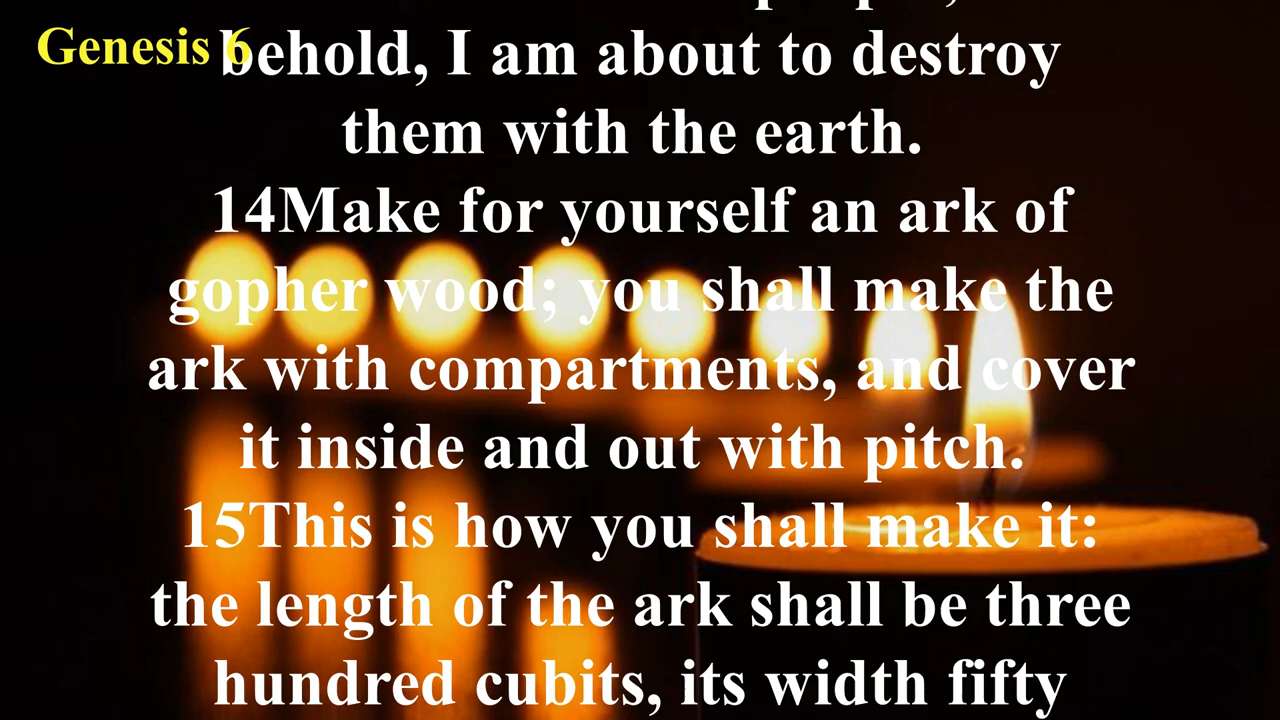 Genesis 6
behold, I am about to destroy
them with the earth.
14Make for yourself an ark of
gopher wood; you shall make the
ark with compartments, and cover
it inside and out with pitch.
15This is how you shall make it:
the length of the ark shall be three
hundred cubits, its width fifty